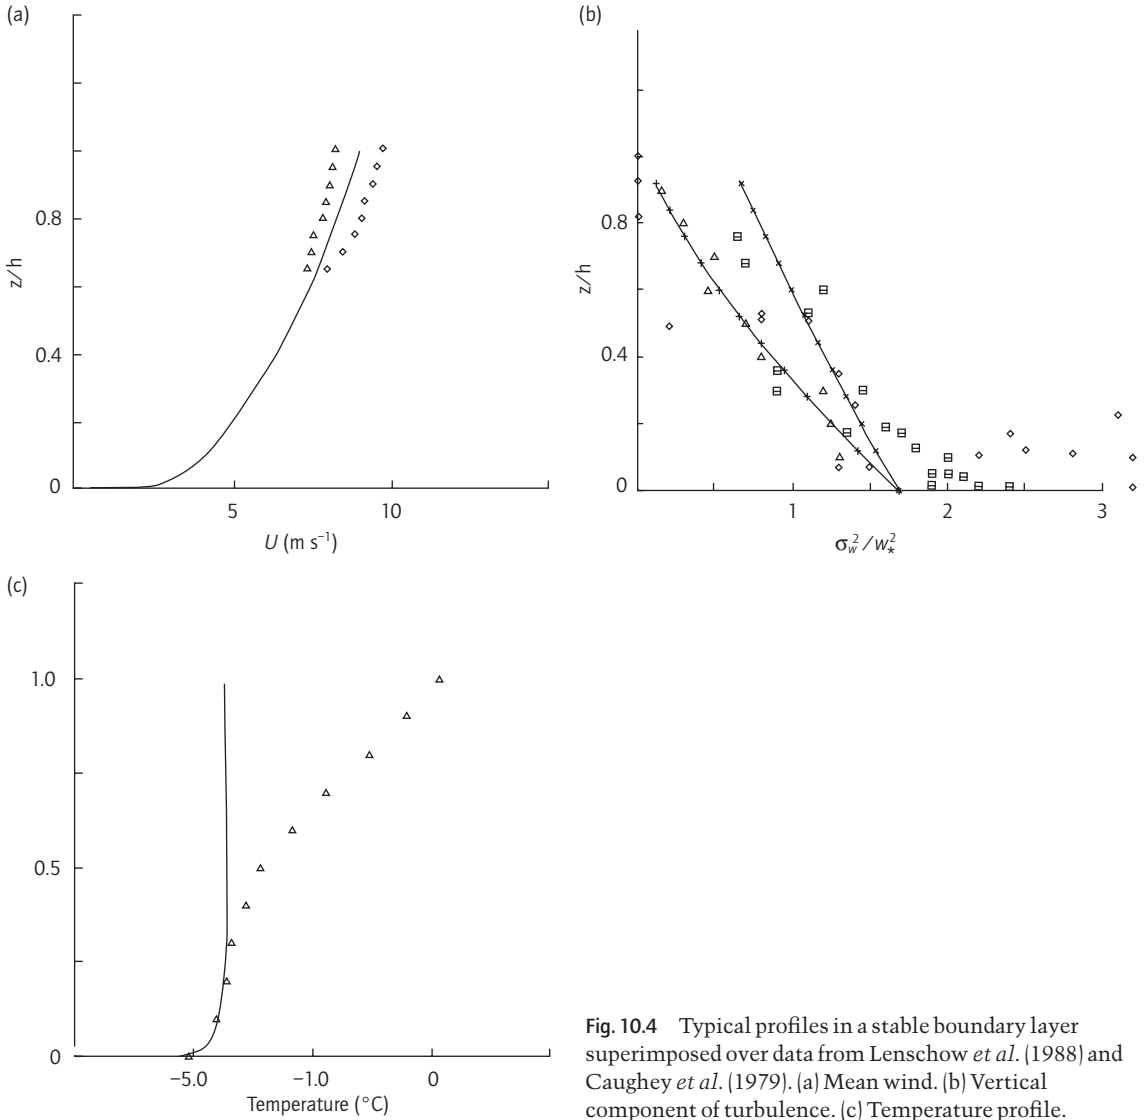 (a)
z/h
0.8
0.4
0
5
10
U (m s⁻¹)
(b)
z/h
0.8
0.4
0
1
2
3
σ_w^2/w_★^2
(c)
1.0
0.5
0
−5.0
−1.0
0
Temperature (°C)
Fig. 10.4 Typical profiles in a stable boundary layer
superimposed over data from Lenschow et al. (1988) and
Caughey et al. (1979). (a) Mean wind. (b) Vertical
component of turbulence. (c) Temperature profile.